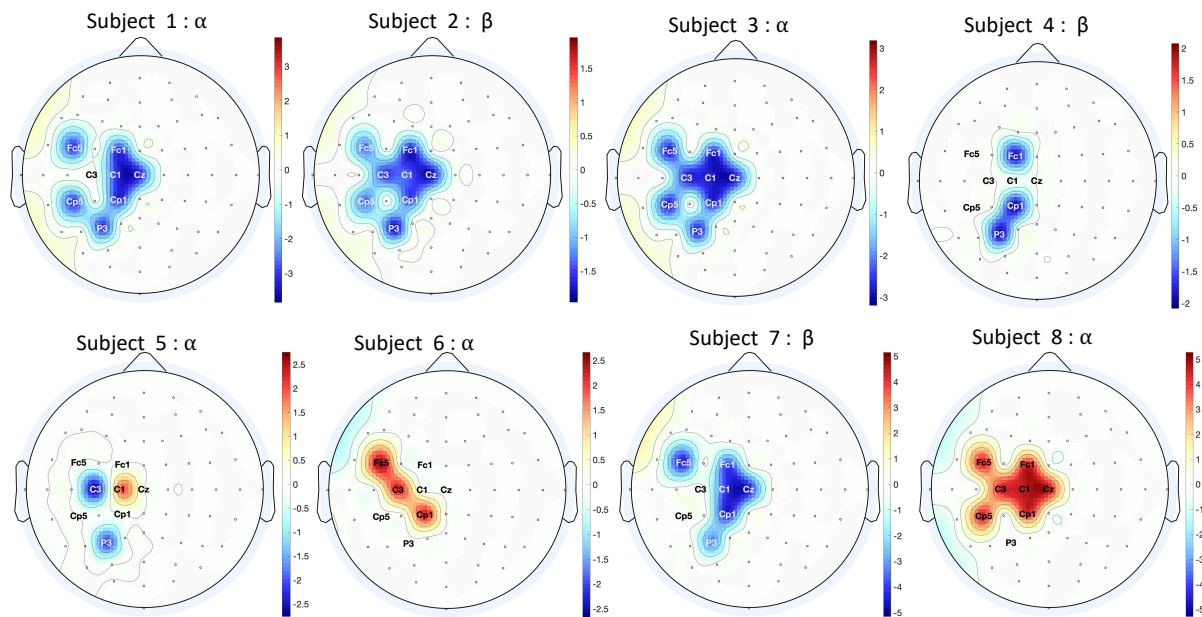 Subject 1 : α
Subject 2 : β
Subject 3 : α
Subject 4 : β
Fc5 Fc1
C3 C1 Cz
Cp5 Cp1
P3
3
2
1
0
-1
-2
-3
Fc5 Fc1
C3 C1 Cz
Cp5 Cp1
P3
1.5
1
0.5
0
-0.5
-1
-1.5
Fc5 Fc1
C3 C1 Cz
Cp5 Cp1
P3
3
2
1
0
-1
-2
-3
Fc5 Fc1
C3 C1 Cz
Cp5 Cp1
P3
2
1.5
1
0.5
0
-0.5
-1
-1.5
-2
Subject 5 : α
Subject 6 : α
Subject 7 : β
Subject 8 : α
Fc5 Fc1
C3 C1 Cz
Cp5 Cp1
P3
2.5
2
1.5
1
0.5
0
-0.5
-1
-1.5
-2
-2.5
Fc5 Fc1
C3 C1 Cz
Cp5 Cp1
P3
2.5
2
1.5
1
0.5
0
-0.5
-1
-1.5
-2
-2.5
Fc5 Fc1
C3 C1 Cz
Cp5 Cp1
P3
5
4
3
2
1
0
-1
-2
-3
-4
-5
Fc5 Fc1
C3 C1 Cz
Cp5 Cp1
P3
5
4
3
2
1
0
-1
-2
-3
-4
-5